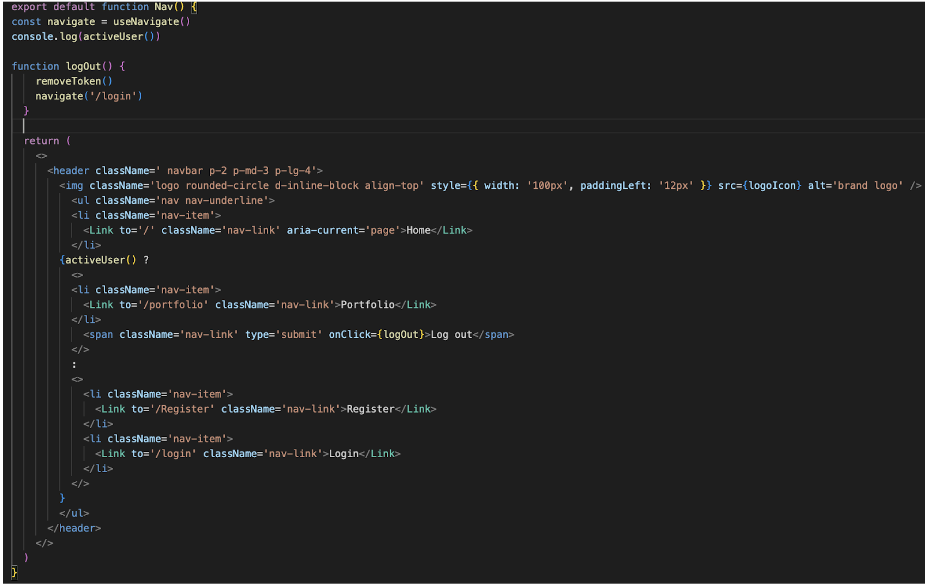 export default function Nav() {
const navigate = useNavigate()
console.log(activeUser())
function logOut() {
removeToken()
navigate('/login')
}
return (
<>
<header className=' navbar p-2 p-md-3 p-lg-4'>
<img className='logo rounded-circle d-inline-block align-top' style={{ width: '100px', paddingLeft: '12px' }} src={logoIcon} alt='brand logo' />
<ul className='nav nav-underline'>
<li className='nav-item'>
<Link to='/' className='nav-link' aria-current='page'>Home</Link>
</li>
{activeUser() ?
<>
<li className='nav-item'>
<Link to='/portfolio' className='nav-link'>Portfolio</Link>
</li>
<span className='nav-link' type='submit' onClick={logOut}>Log out</span>
</>
:
<>
<li className='nav-item'>
<Link to='/Register' className='nav-link'>Register</Link>
</li>
<li className='nav-item'>
<Link to='/login' className='nav-link'>Login</Link>
</li>
</>
}
</ul>
</header>
</>
)
}